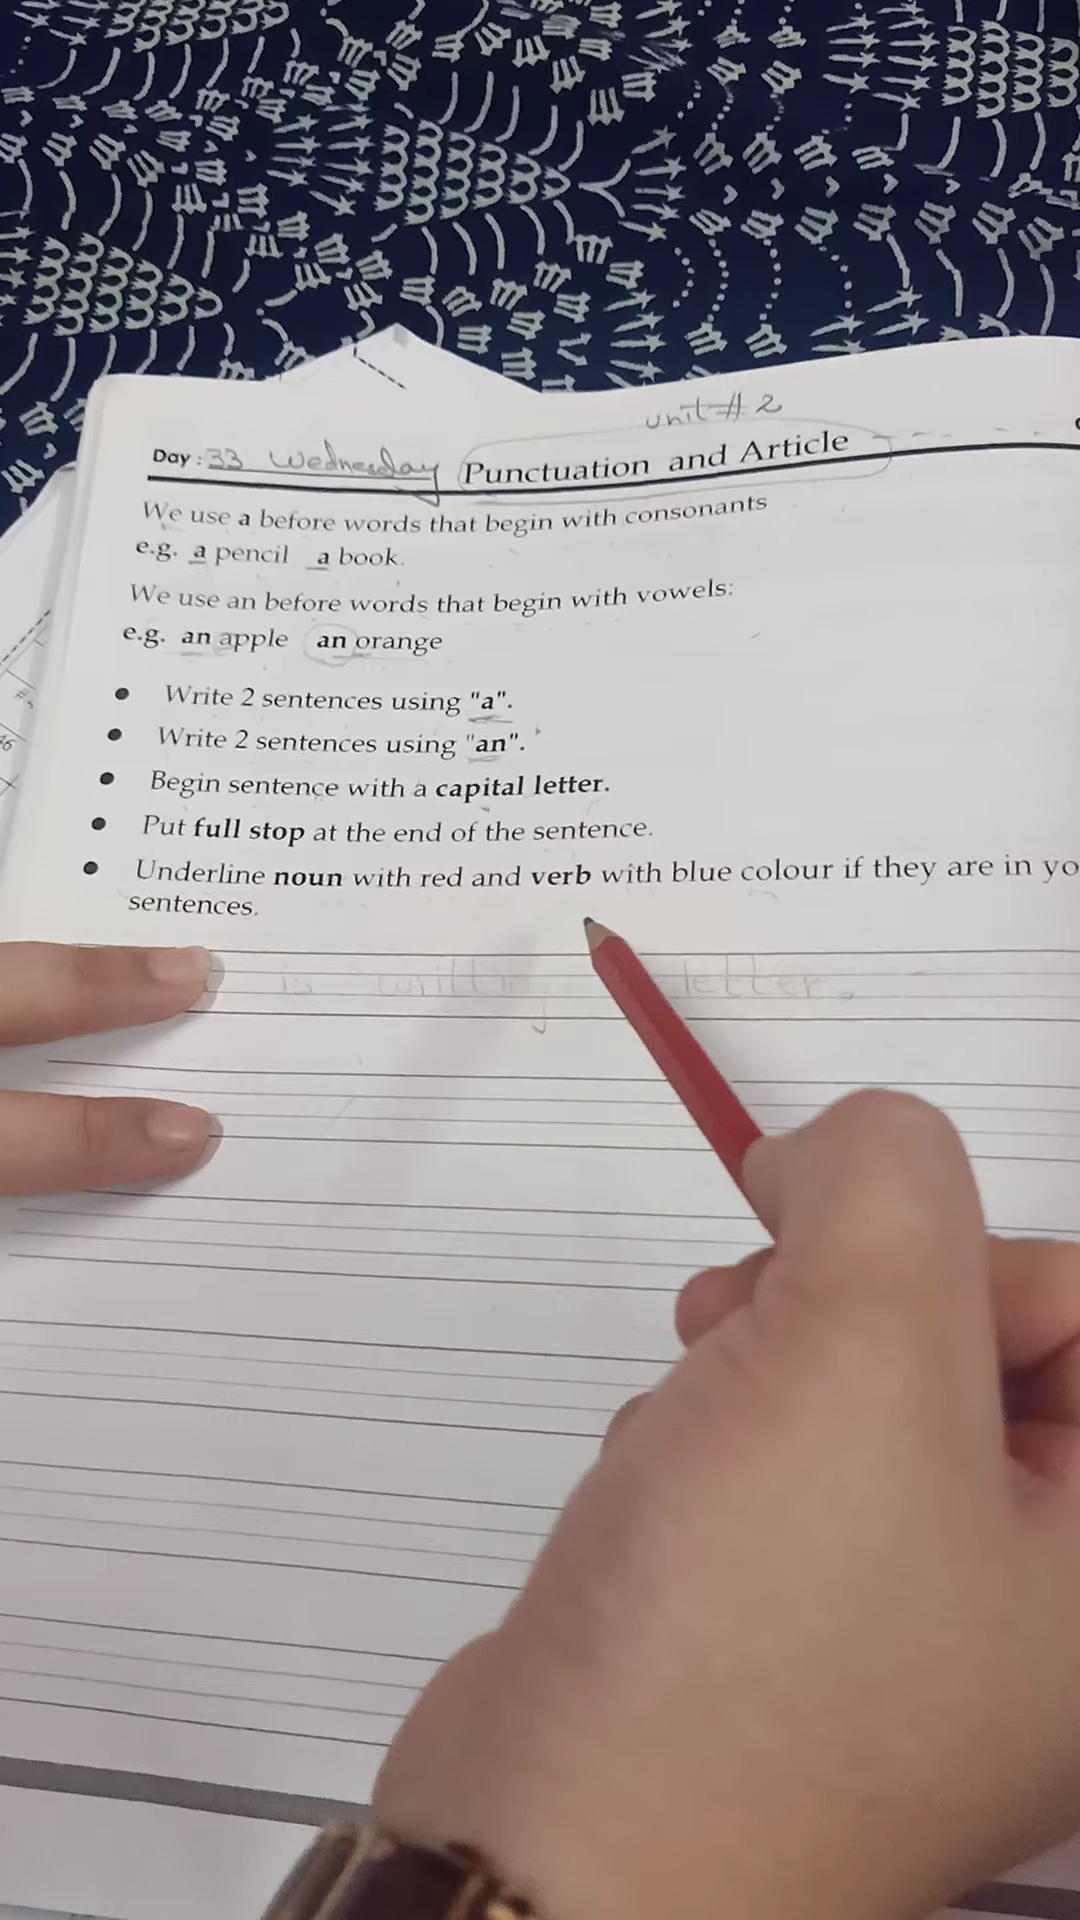 unit # 2
Day : 33 Wednesday Punctuation and Article
We use a before words that begin with consonants
e.g. a pencil a book.
We use an before words that begin with vowels:
e.g. an apple an orange
• Write 2 sentences using "a".
• Write 2 sentences using "an".
• Begin sentence with a capital letter.
• Put full stop at the end of the sentence.
• Underline noun with red and verb with blue colour if they are in yo
sentences.
is writing letter.